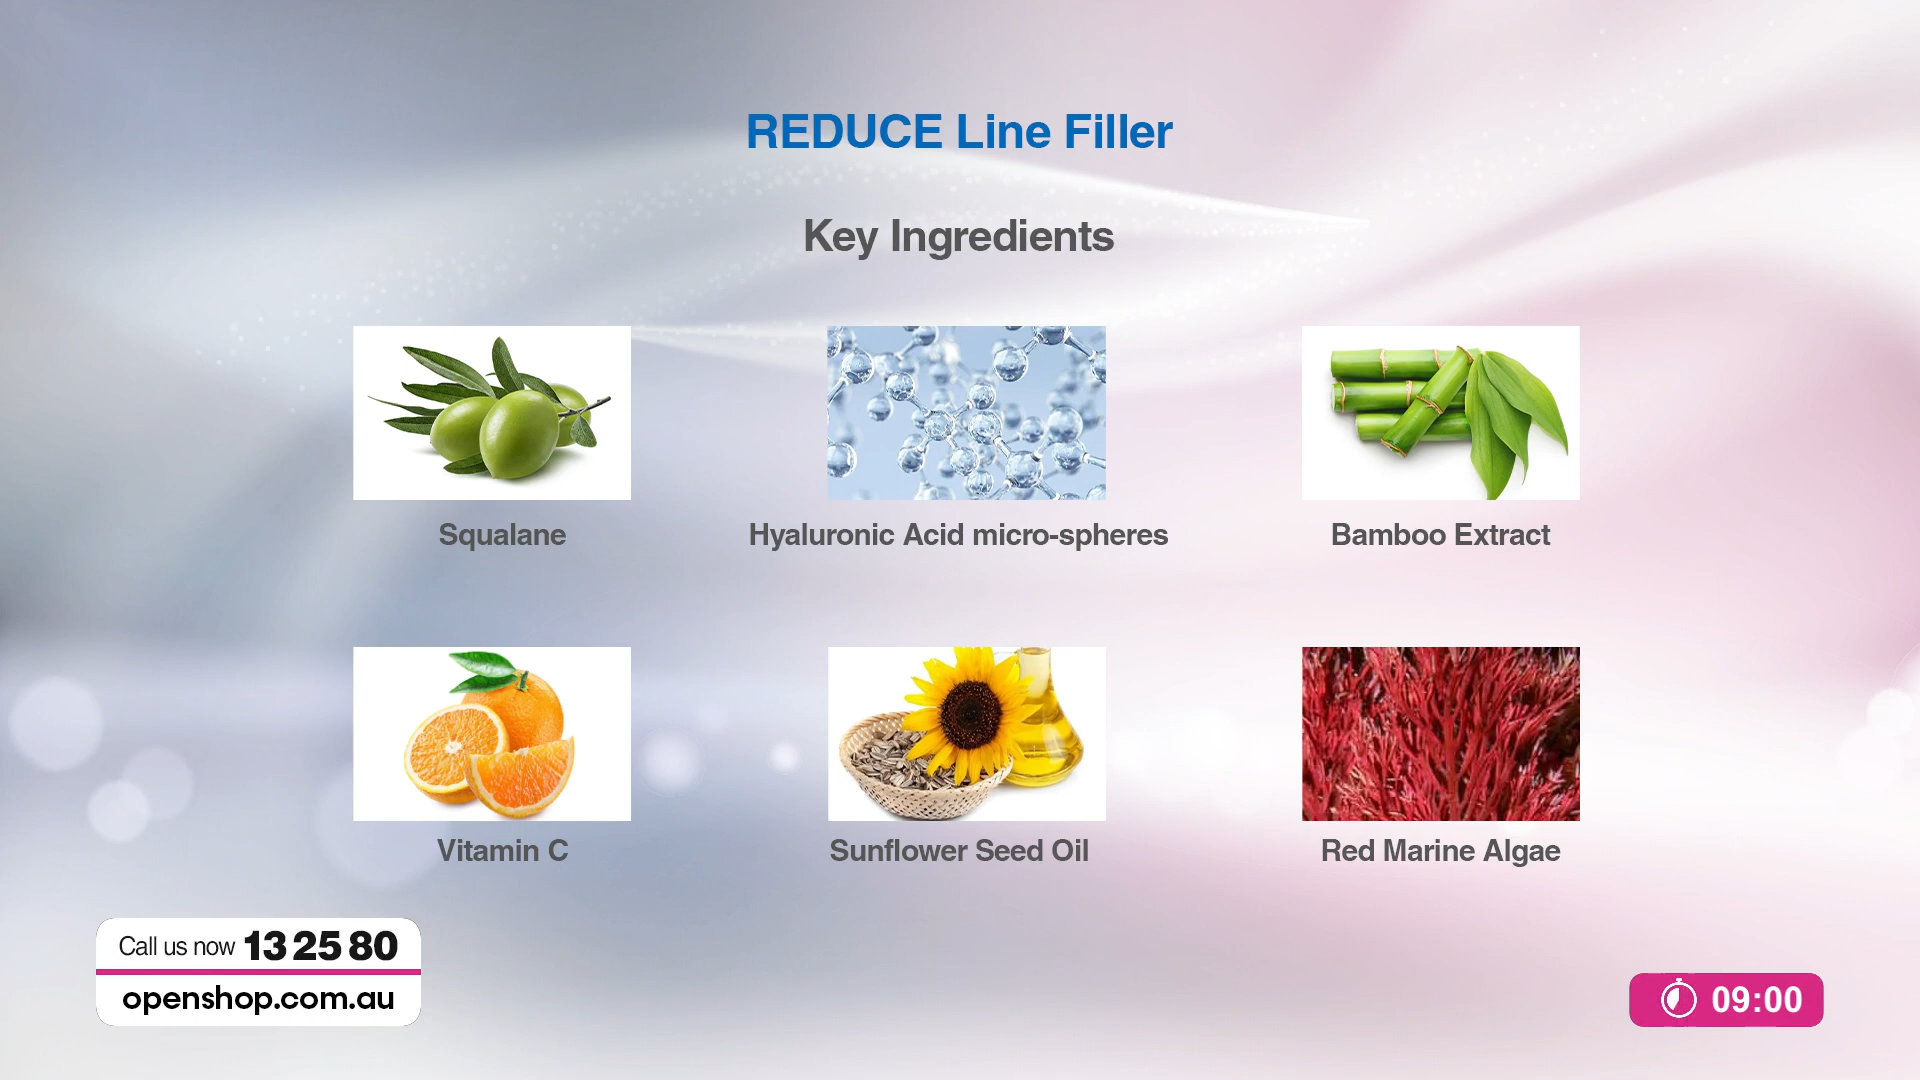 REDUCE Line Filler
Key Ingredients
Squalane
Hyaluronic Acid micro-spheres
Bamboo Extract
Vitamin C
Sunflower Seed Oil
Red Marine Algae
Call us now 13 25 80
openshop.com.au
09:00